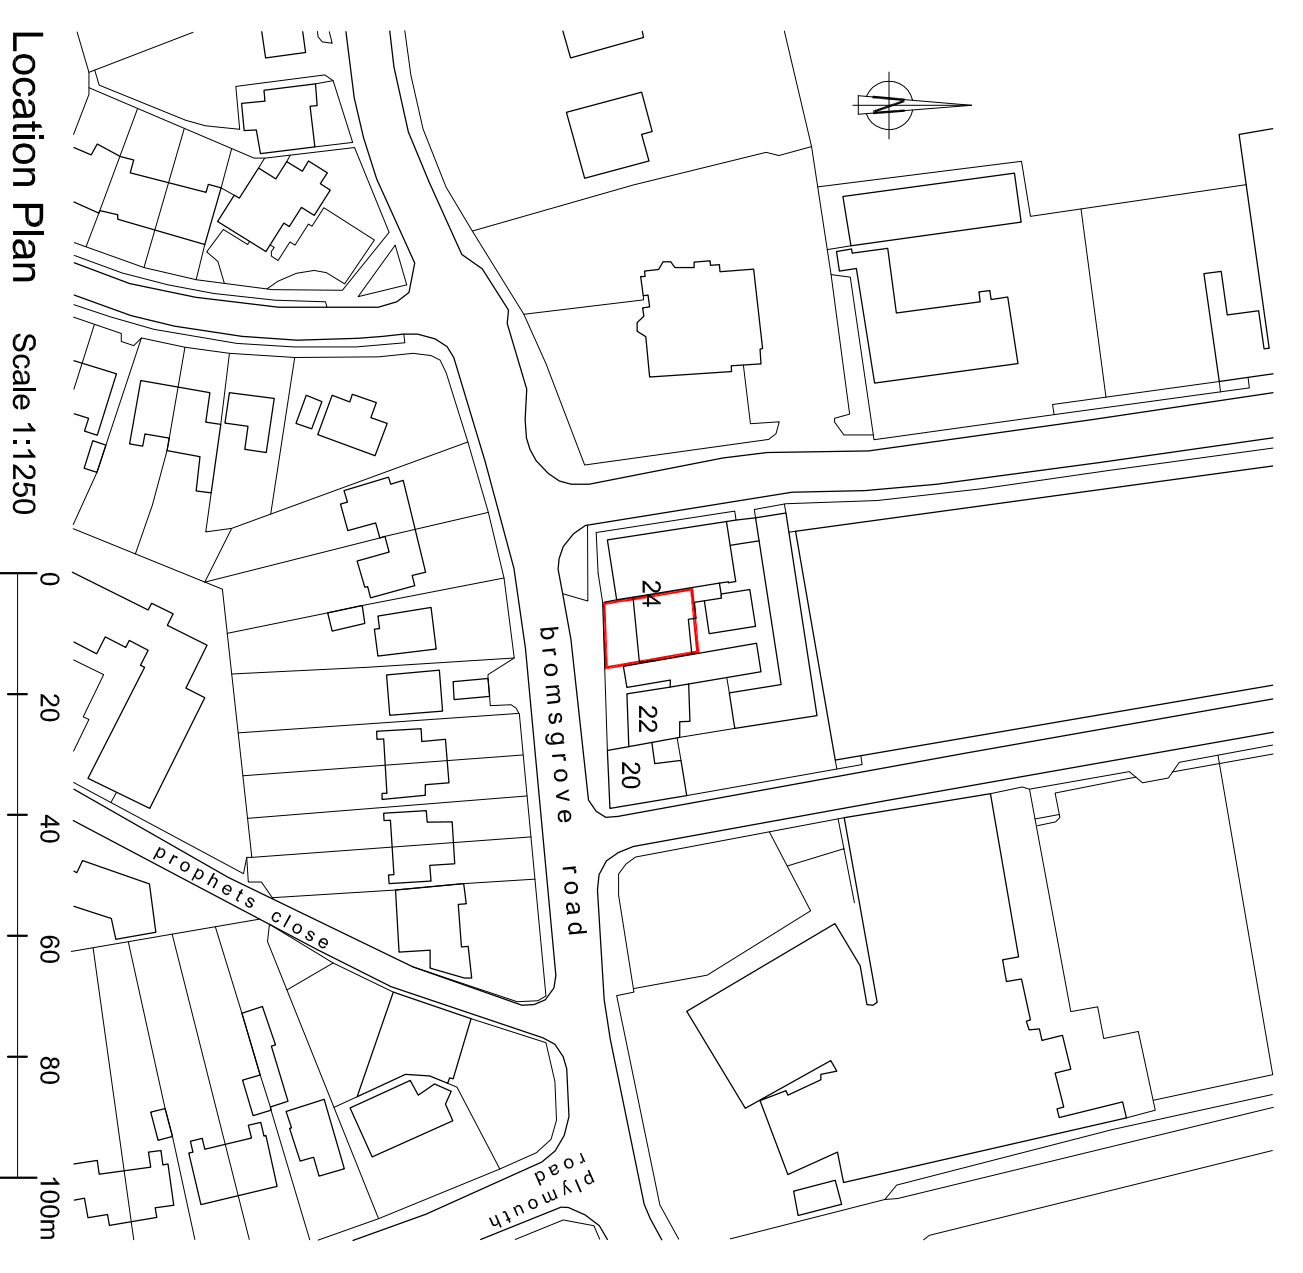 Location Plan Scale 1:1250
0 20 40 60 80 100m
N
24
22
20
bromsgrove road
prophets close
plymouth
road